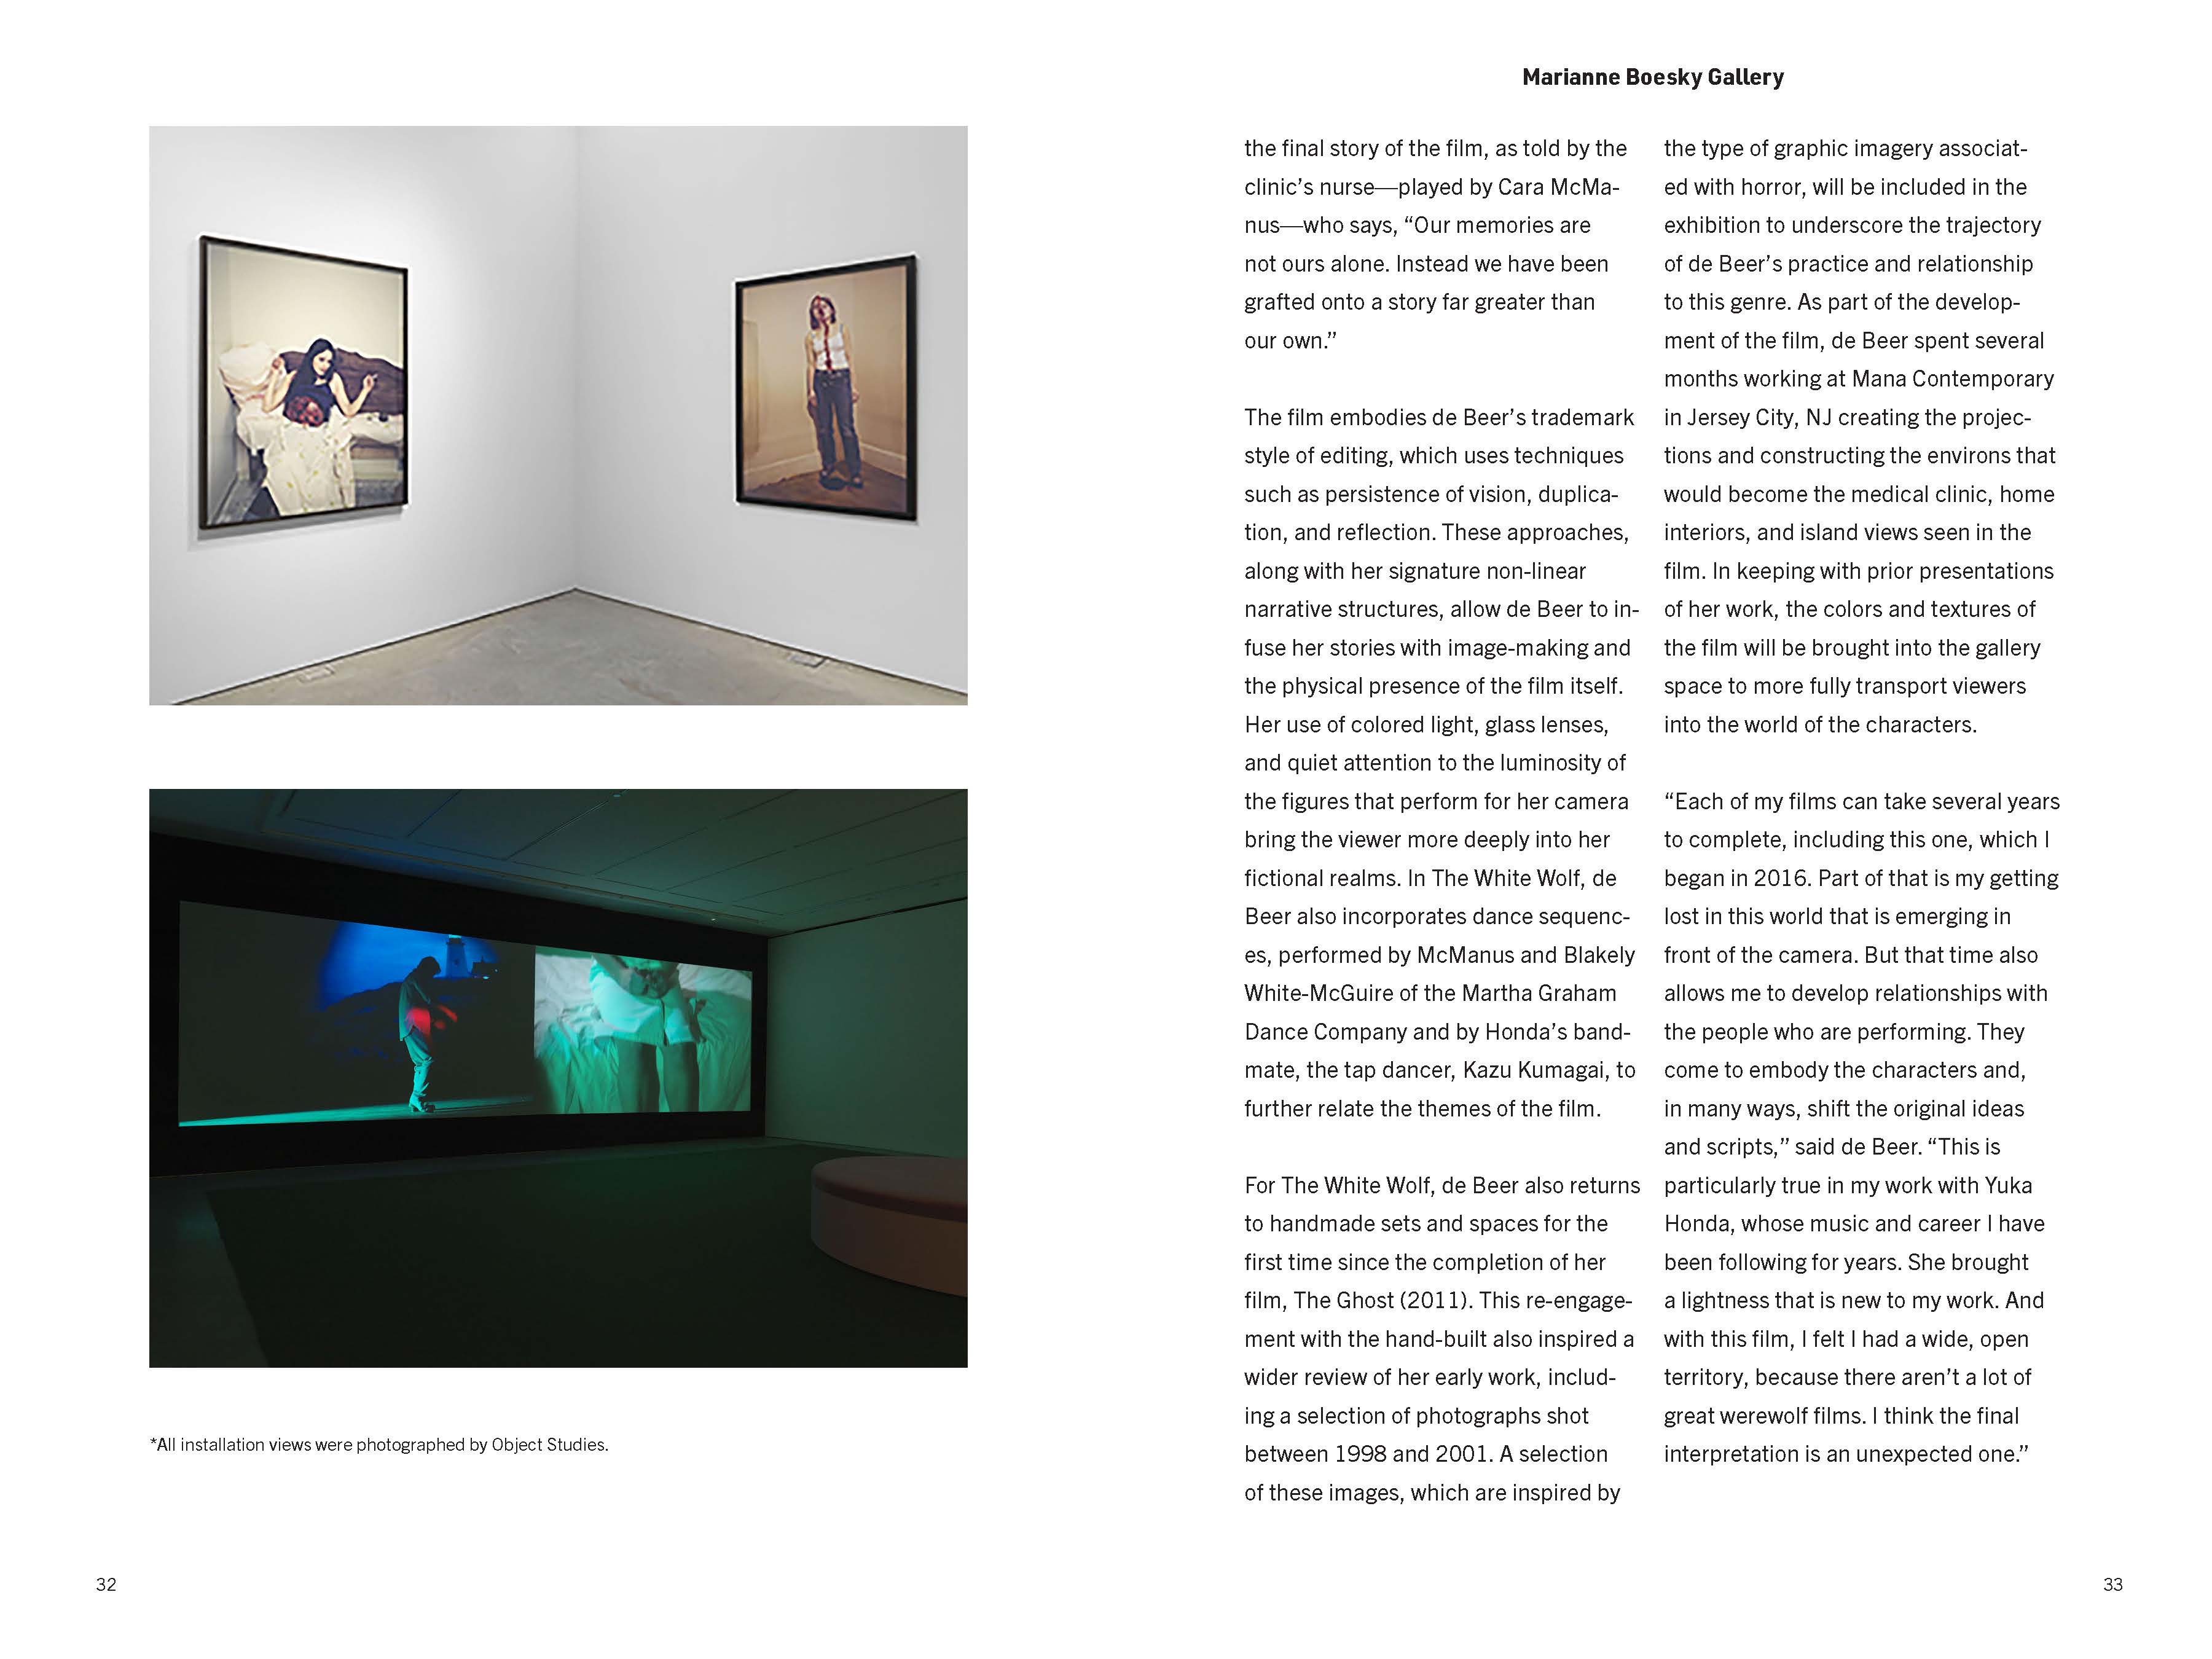 *All installation views were photographed by Object Studies.
32
Marianne Boesky Gallery
the final story of the film, as told by the
clinic’s nurse—played by Cara McMa-
nus—who says, “Our memories are
not ours alone. Instead we have been
grafted onto a story far greater than
our own.”
The film embodies de Beer’s trademark
style of editing, which uses techniques
such as persistence of vision, duplica-
tion, and reflection. These approaches,
along with her signature non-linear
narrative structures, allow de Beer to in-
fuse her stories with image-making and
the physical presence of the film itself.
Her use of colored light, glass lenses,
and quiet attention to the luminosity of
the figures that perform for her camera
bring the viewer more deeply into her
fictional realms. In The White Wolf, de
Beer also incorporates dance sequenc-
es, performed by McManus and Blakely
White-McGuire of the Martha Graham
Dance Company and by Honda’s band-
mate, the tap dancer, Kazu Kumagai, to
further relate the themes of the film.
For The White Wolf, de Beer also returns
to handmade sets and spaces for the
first time since the completion of her
film, The Ghost (2011). This re-engage-
ment with the hand-built also inspired a
wider review of her early work, includ-
ing a selection of photographs shot
between 1998 and 2001. A selection
of these images, which are inspired by
the type of graphic imagery associat-
ed with horror, will be included in the
exhibition to underscore the trajectory
of de Beer’s practice and relationship
to this genre. As part of the develop-
ment of the film, de Beer spent several
months working at Mana Contemporary
in Jersey City, NJ creating the projec-
tions and constructing the environs that
would become the medical clinic, home
interiors, and island views seen in the
film. In keeping with prior presentations
of her work, the colors and textures of
the film will be brought into the gallery
space to more fully transport viewers
into the world of the characters.
“Each of my films can take several years
to complete, including this one, which I
began in 2016. Part of that is my getting
lost in this world that is emerging in
front of the camera. But that time also
allows me to develop relationships with
the people who are performing. They
come to embody the characters and,
in many ways, shift the original ideas
and scripts,” said de Beer. “This is
particularly true in my work with Yuka
Honda, whose music and career I have
been following for years. She brought
a lightness that is new to my work. And
with this film, I felt I had a wide, open
territory, because there aren’t a lot of
great werewolf films. I think the final
interpretation is an unexpected one.”
33